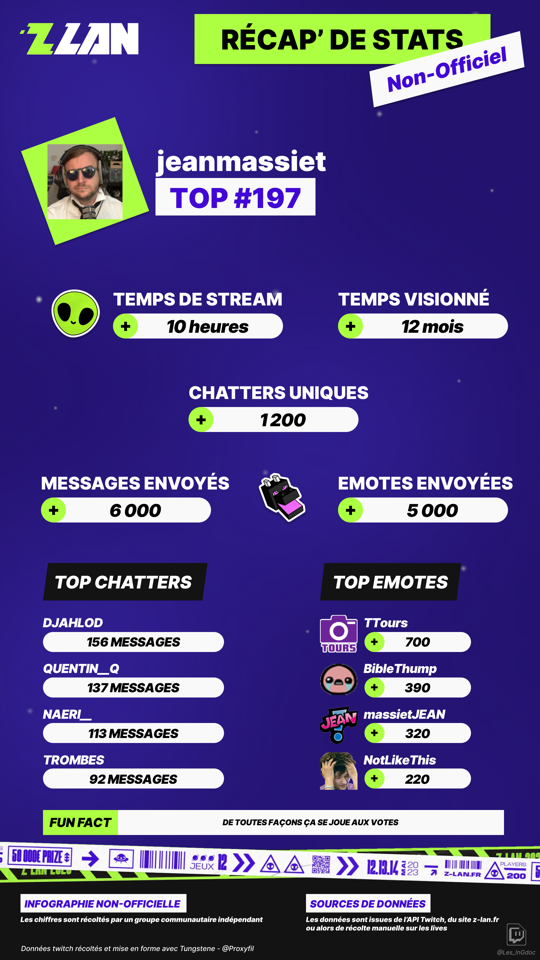 ZLAN
RÉCAP' DE STATS
Non-Officiel
jeanmassiet
TOP #197
TEMPS DE STREAM
+ 10 heures
TEMPS VISIONNÉ
+ 12 mois
CHATTERS UNIQUES
+ 1 200
MESSAGES ENVOYÉS
+ 6 000
EMOTES ENVOYÉES
+ 5 000
TOP CHATTERS
DJAHLOD
156 MESSAGES
QUENTIN__Q
137 MESSAGES
NAERI__
113 MESSAGES
TROMBES
92 MESSAGES
TOP EMOTES
TOURS
TTours
+ 700
BibleThump
+ 390
JEAN
massietJEAN
+ 320
NotLikeThis
+ 220
FUN FACT
DE TOUTES FAÇONS ÇA SE JOUE AUX VOTES
50 000€ PRIZE
JEUX 12
12.13.14 MAI 2023
Z-LAN.FR
PLAYERS 200
INFOGRAPHIE NON-OFFICIELLE
Les chiffres sont récoltés par un groupe communautaire indépendant
SOURCES DE DONNÉES
Les données sont issues de l'API Twitch, du site z-lan.fr
ou alors de récolte manuelle sur les lives
Données twitch récoltés et mise en forme avec Tungstene - @Proxyfil
@Les_InGdoc